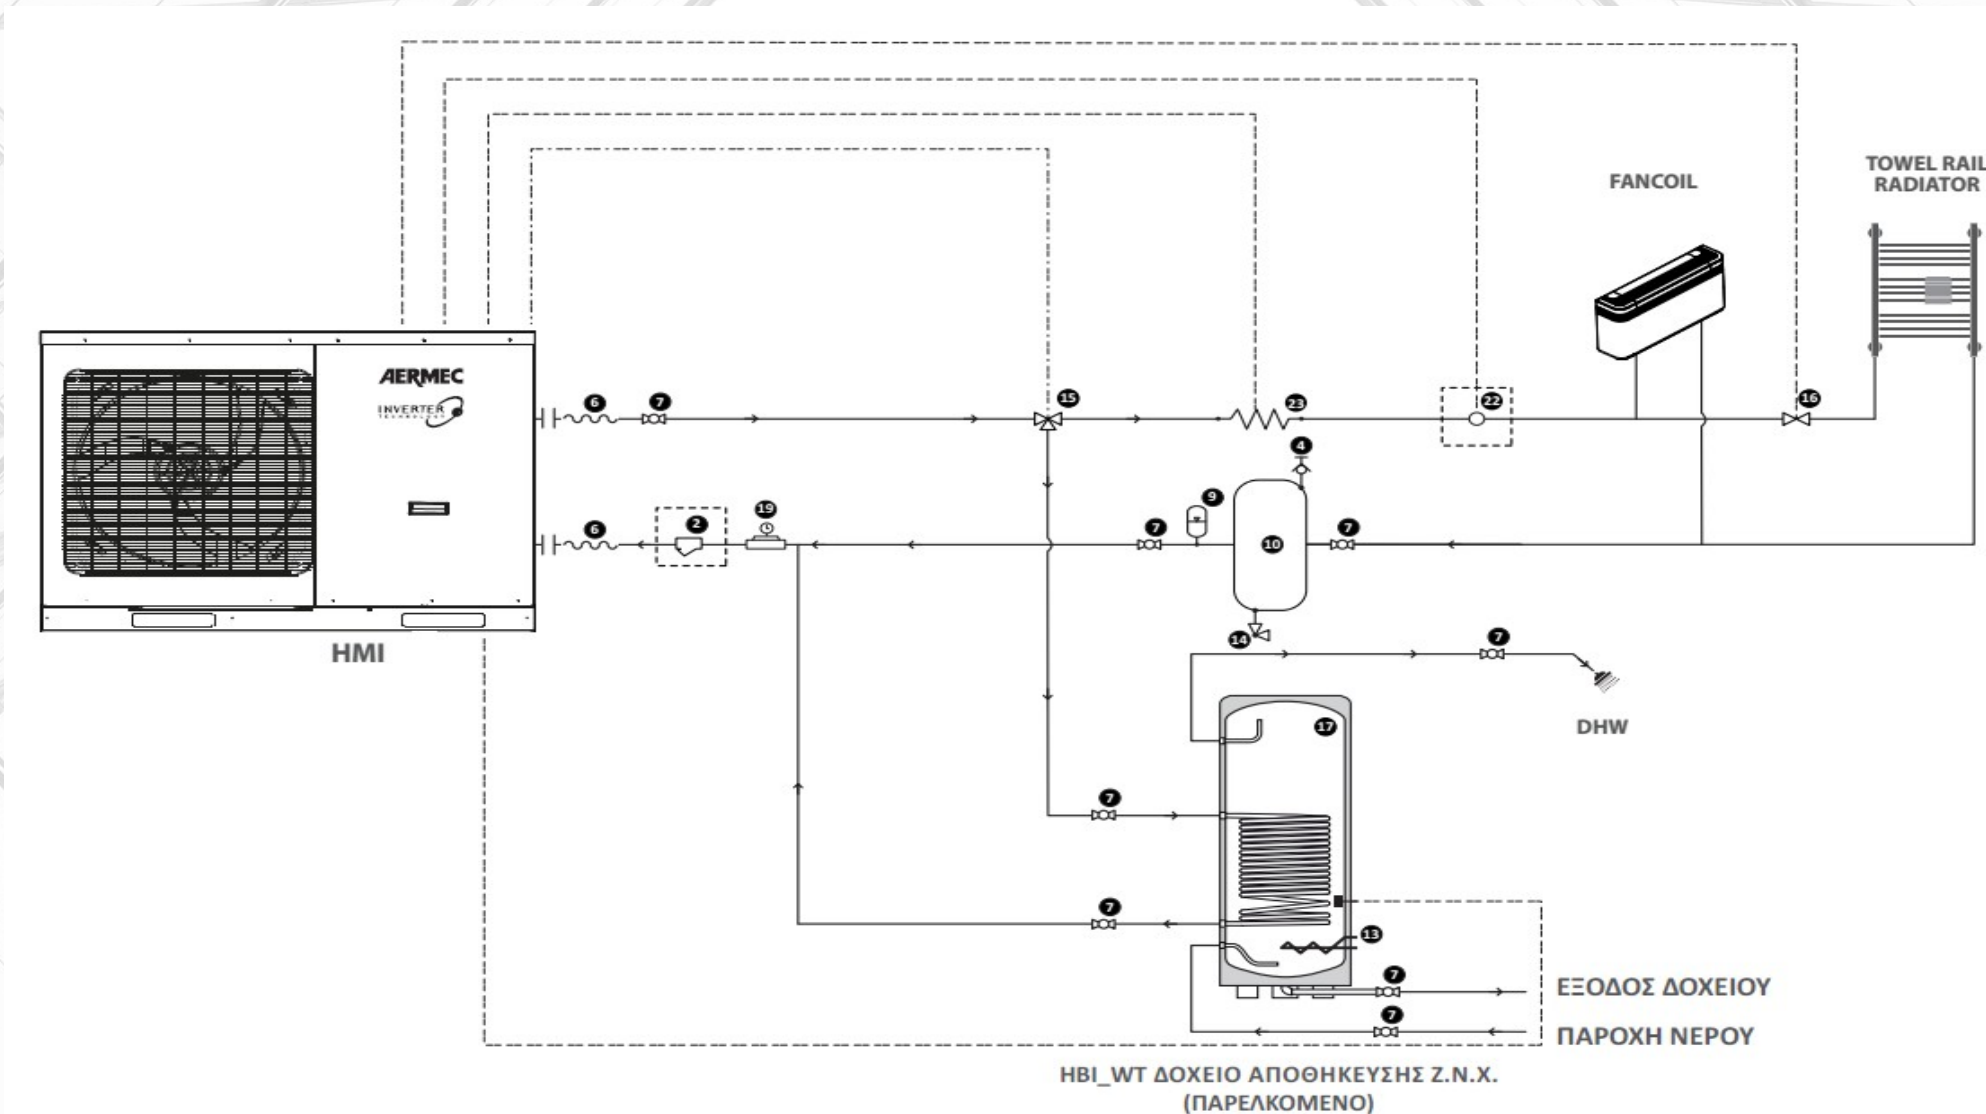 FANCOIL
TOWEL RAIL
RADIATOR
AERMEC
INVERTER
TECHNOLOGY
6
7
15
23
22
16
4
6
2
19
7
9
10
7
14
7
HMI
17
DHW
7
7
13
7
ΕΞΟΔΟΣ ΔΟΧΕΙΟΥ
7
ΠΑΡΟΧΗ ΝΕΡΟΥ
HBI_WT ΔΟΧΕΙΟ ΑΠΟΘΗΚΕΥΣΗΣ Ζ.Ν.Χ.
(ΠΑΡΕΛΚΟΜΕΝΟ)